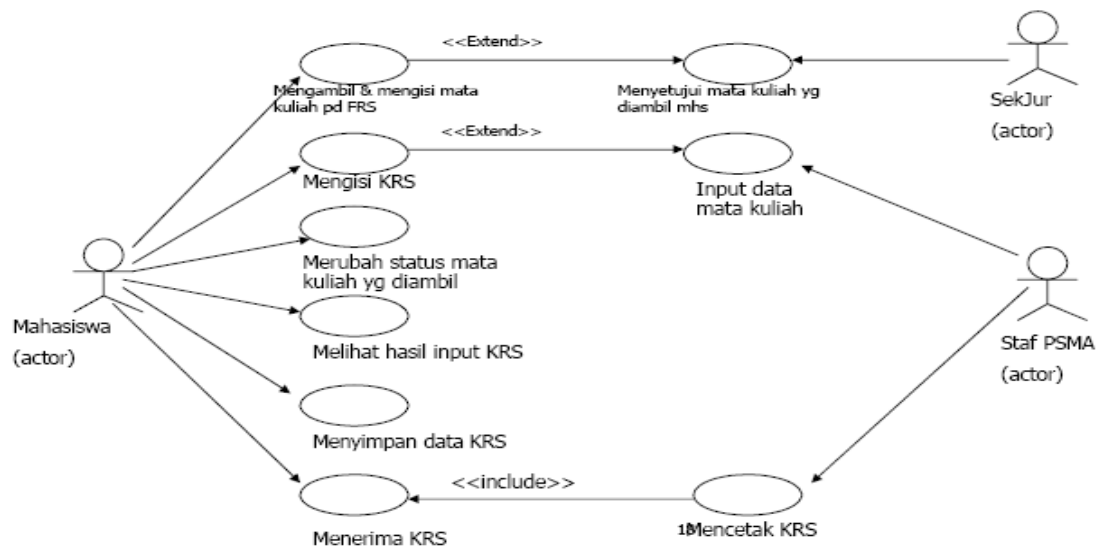 <<Extend>>
Mengambil & mengisi mata
kuliah pd FRS
Menyetujui mata kuliah yg
diambil mhs
SekJur
(actor)
<<Extend>>
Mengisi KRS
Input data
mata kuliah
Merubah status mata
kuliah yg diambil
Mahasiswa
(actor)
Melihat hasil input KRS
Staf PSMA
(actor)
Menyimpan data KRS
<<include>>
Menerima KRS
Mencetak KRS